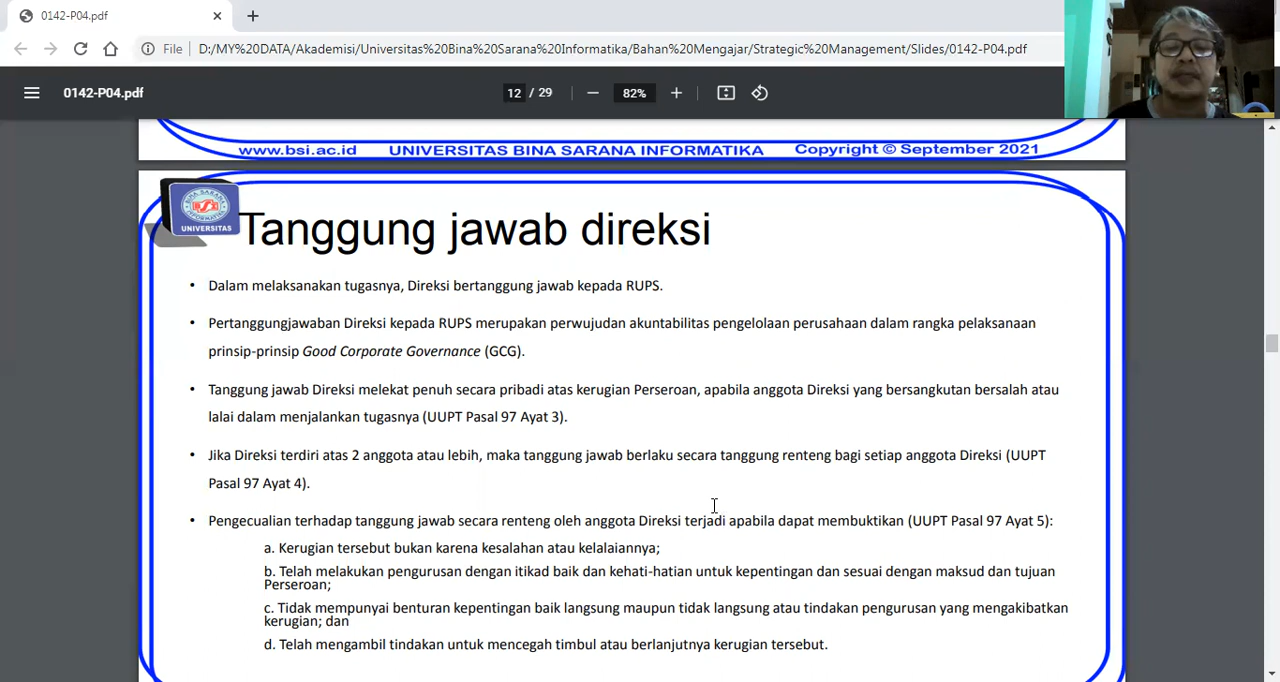 0142-P04.pdf
File
D:/MY%20DATA/Akademisi/Universitas%20Bina%20Sarana%20Informatika/Bahan%20Mengajar/Strategic%20Management/Slides/0142-P04.pdf
0142-P04.pdf
12 / 29
82%
www.bsi.ac.id UNIVERSITAS BINA SARANA INFORMATIKA Copyright © September 2021
BINA SARANA
BSI
INFORMATIKA
UNIVERSITAS
Tanggung jawab direksi
• Dalam melaksanakan tugasnya, Direksi bertanggung jawab kepada RUPS.
• Pertanggungjawaban Direksi kepada RUPS merupakan perwujudan akuntabilitas pengelolaan perusahaan dalam rangka pelaksanaan
prinsip-prinsip Good Corporate Governance (GCG).
• Tanggung jawab Direksi melekat penuh secara pribadi atas kerugian Perseroan, apabila anggota Direksi yang bersangkutan bersalah atau
lalai dalam menjalankan tugasnya (UUPT Pasal 97 Ayat 3).
• Jika Direksi terdiri atas 2 anggota atau lebih, maka tanggung jawab berlaku secara tanggung renteng bagi setiap anggota Direksi (UUPT
Pasal 97 Ayat 4).
• Pengecualian terhadap tanggung jawab secara renteng oleh anggota Direksi terjadi apabila dapat membuktikan (UUPT Pasal 97 Ayat 5):
a. Kerugian tersebut bukan karena kesalahan atau kelalaiannya;
b. Telah melakukan pengurusan dengan itikad baik dan kehati-hatian untuk kepentingan dan sesuai dengan maksud dan tujuan
Perseroan;
c. Tidak mempunyai benturan kepentingan baik langsung maupun tidak langsung atau tindakan pengurusan yang mengakibatkan
kerugian; dan
d. Telah mengambil tindakan untuk mencegah timbul atau berlanjutnya kerugian tersebut.